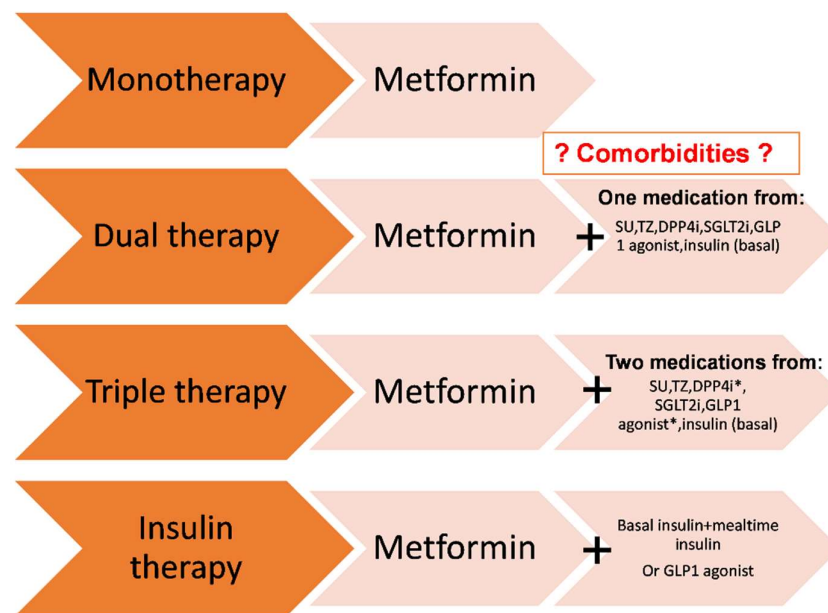 Monotherapy
Metformin
? Comorbidities ?
Dual therapy
Metformin
+
One medication from:
SU,TZ,DPP4i,SGLT2i,GLP
1 agonist,insulin (basal)
Triple therapy
Metformin
+
Two medications from:
SU,TZ,DPP4i*,
SGLT2i,GLP1
agonist*,insulin (basal)
Insulin
therapy
Metformin
+
Basal insulin+mealtime
insulin
Or GLP1 agonist